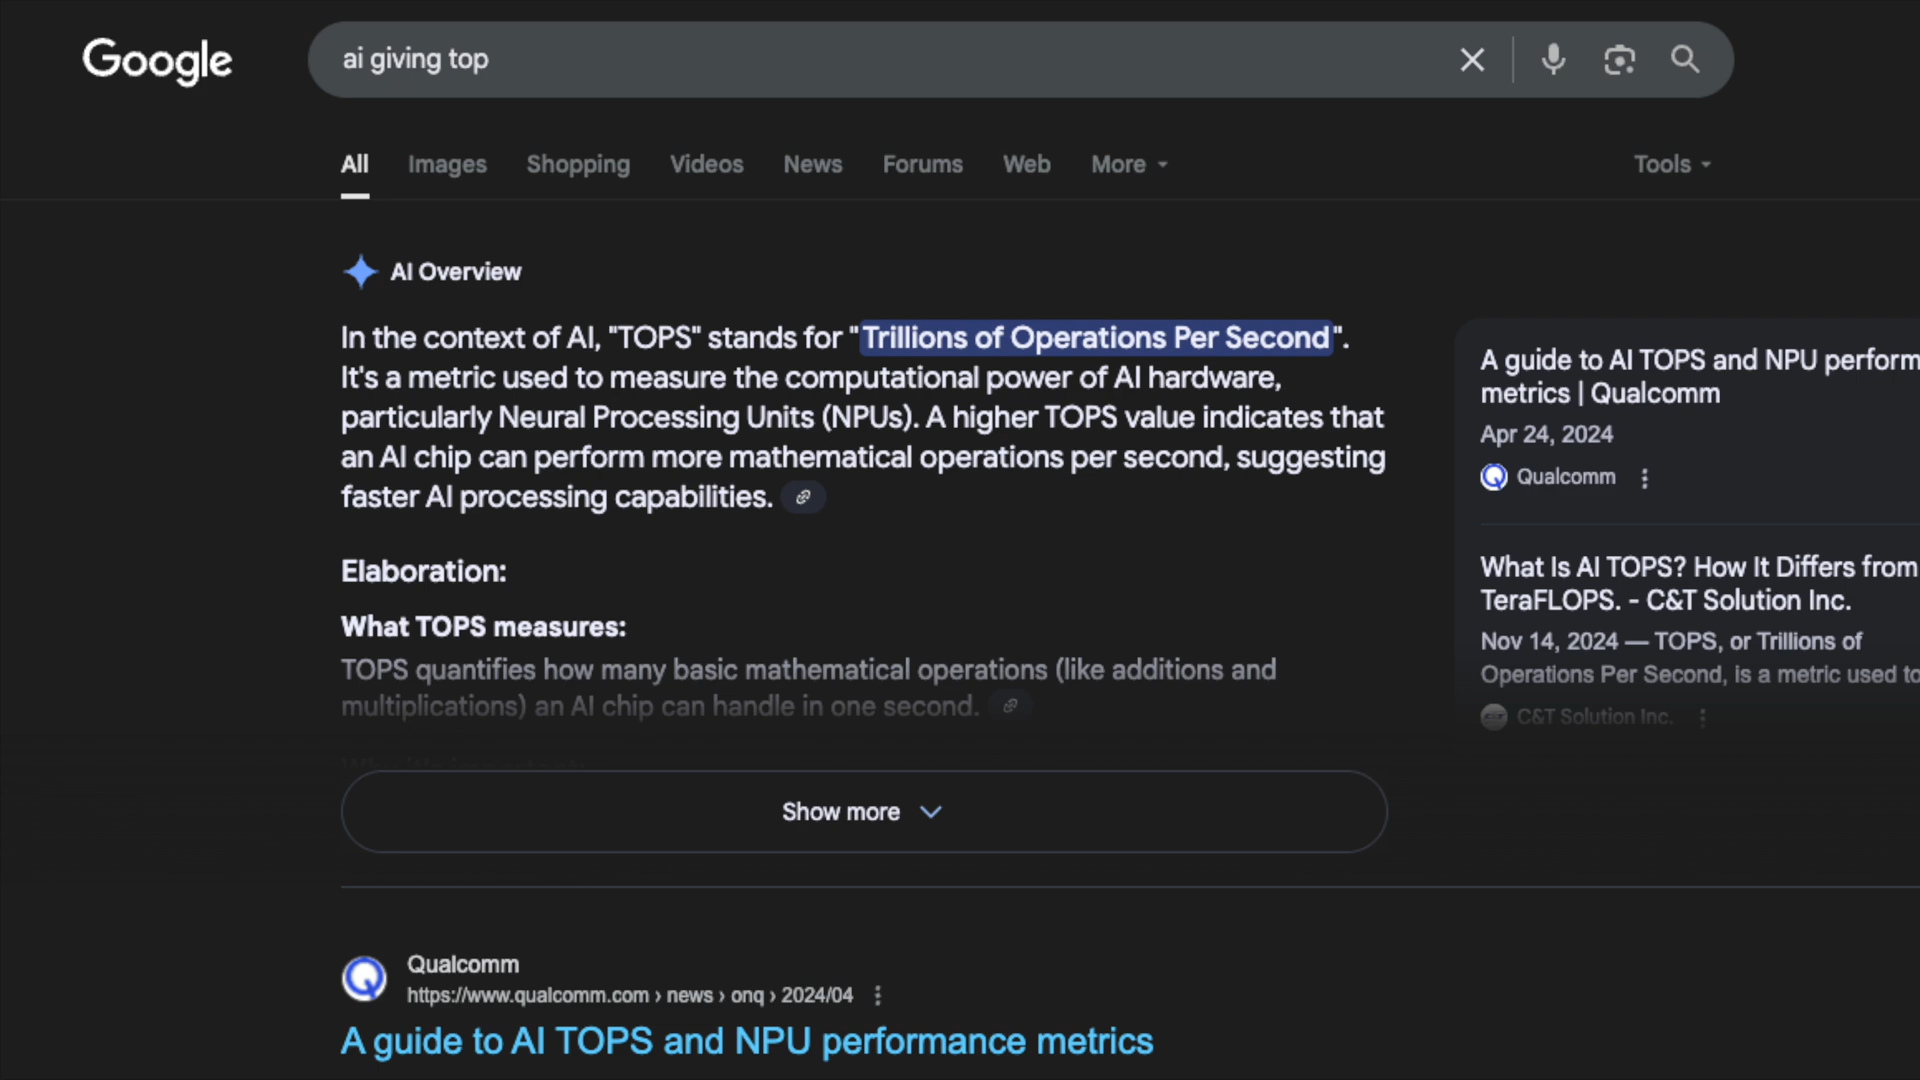 Google
ai giving top
All Images Shopping Videos News Forums Web More Tools
AI Overview
In the context of AI, "TOPS" stands for "Trillions of Operations Per Second".
It's a metric used to measure the computational power of AI hardware,
particularly Neural Processing Units (NPUs). A higher TOPS value indicates that
an AI chip can perform more mathematical operations per second, suggesting
faster AI processing capabilities.
Elaboration:
What TOPS measures:
TOPS quantifies how many basic mathematical operations (like additions and
multiplications) an AI chip can handle in one second.
Show more
A guide to AI TOPS and NPU perform
metrics | Qualcomm
Apr 24, 2024
Qualcomm
What Is AI TOPS? How It Differs from
TeraFLOPS. - C&T Solution Inc.
Nov 14, 2024 — TOPS, or Trillions of
Operations Per Second, is a metric used to
C&T Solution Inc.
Qualcomm
https://www.qualcomm.com › news › onq › 2024/04
A guide to AI TOPS and NPU performance metrics